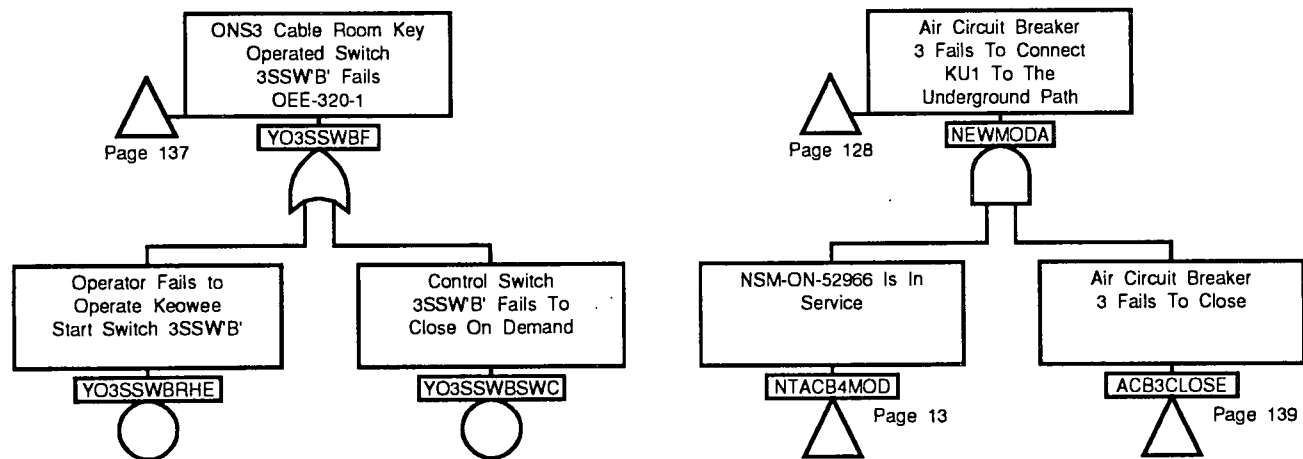 ONS3 Cable Room Key
Operated Switch
3SSW'B' Fails
OEE-320-1
Page 137
YO3SSWBF
Operator Fails to
Operate Keowee
Start Switch 3SSW'B'
YO3SSWBRHE
Control Switch
3SSW'B' Fails To
Close On Demand
YO3SSWBSWC
Air Circuit Breaker
3 Fails To Connect
KU1 To The
Underground Path
Page 128
NEWMODA
NSM-ON-52966 Is In
Service
NTACB4MOD
Page 13
Air Circuit Breaker
3 Fails To Close
ACB3CLOSE
Page 139